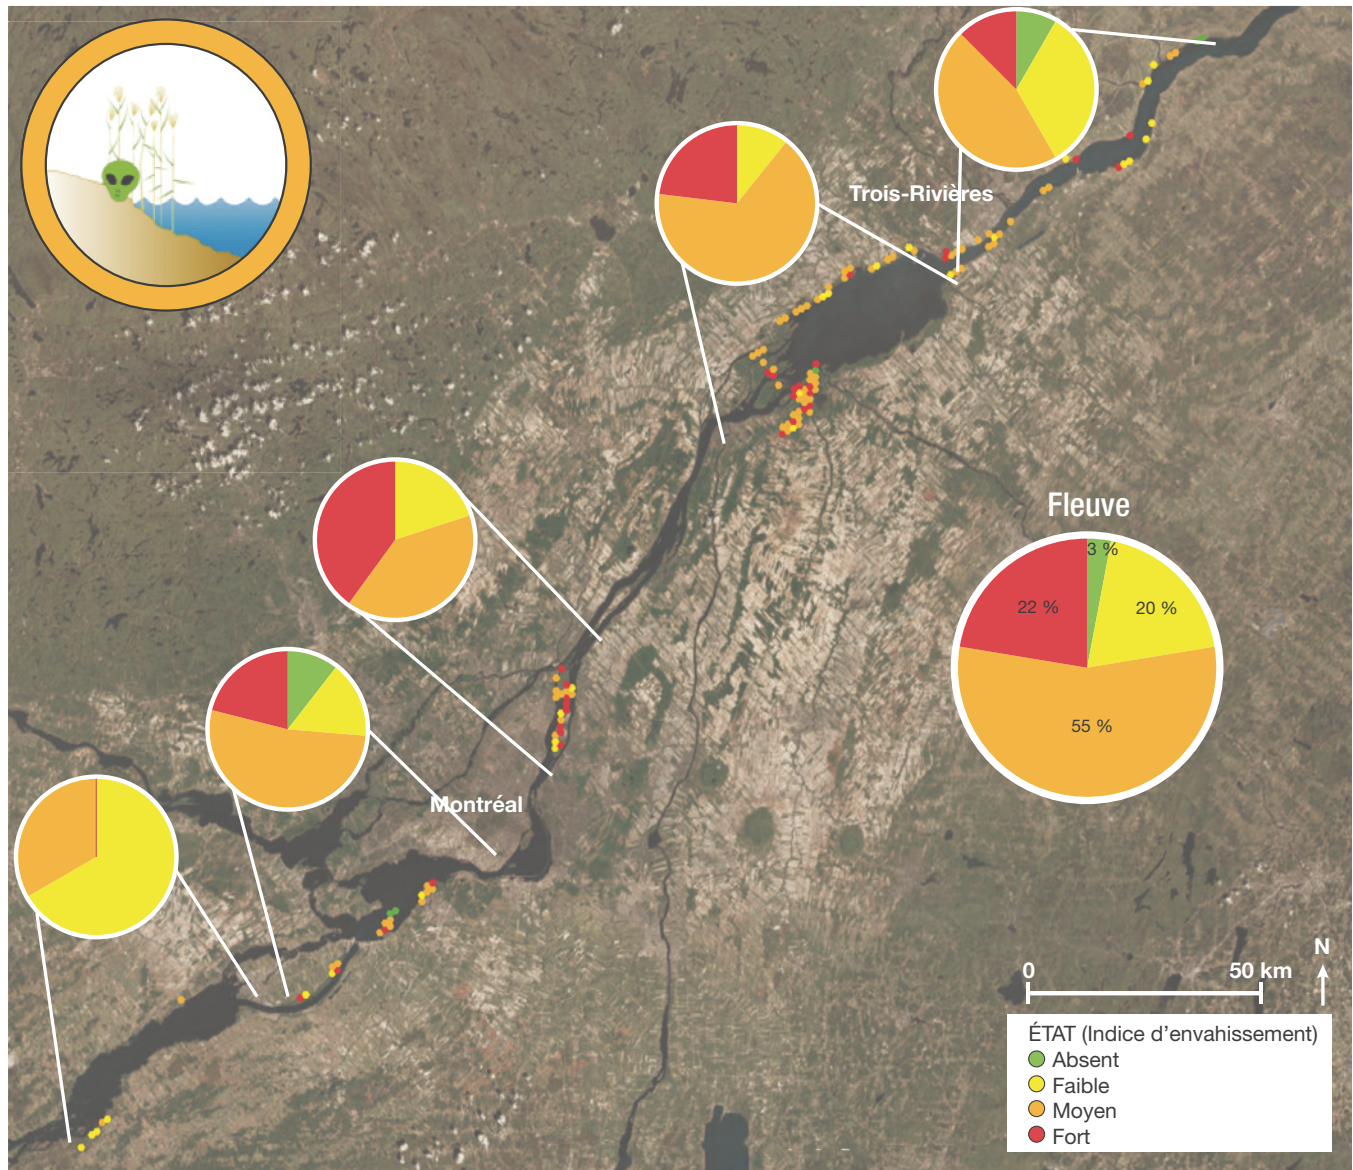 Trois-Rivières
Fleuve
3 %
22 %
20 %
55 %
Montréal
N
0
50 km
ÉTAT (Indice d’envahissement)
Absent
Faible
Moyen
Fort